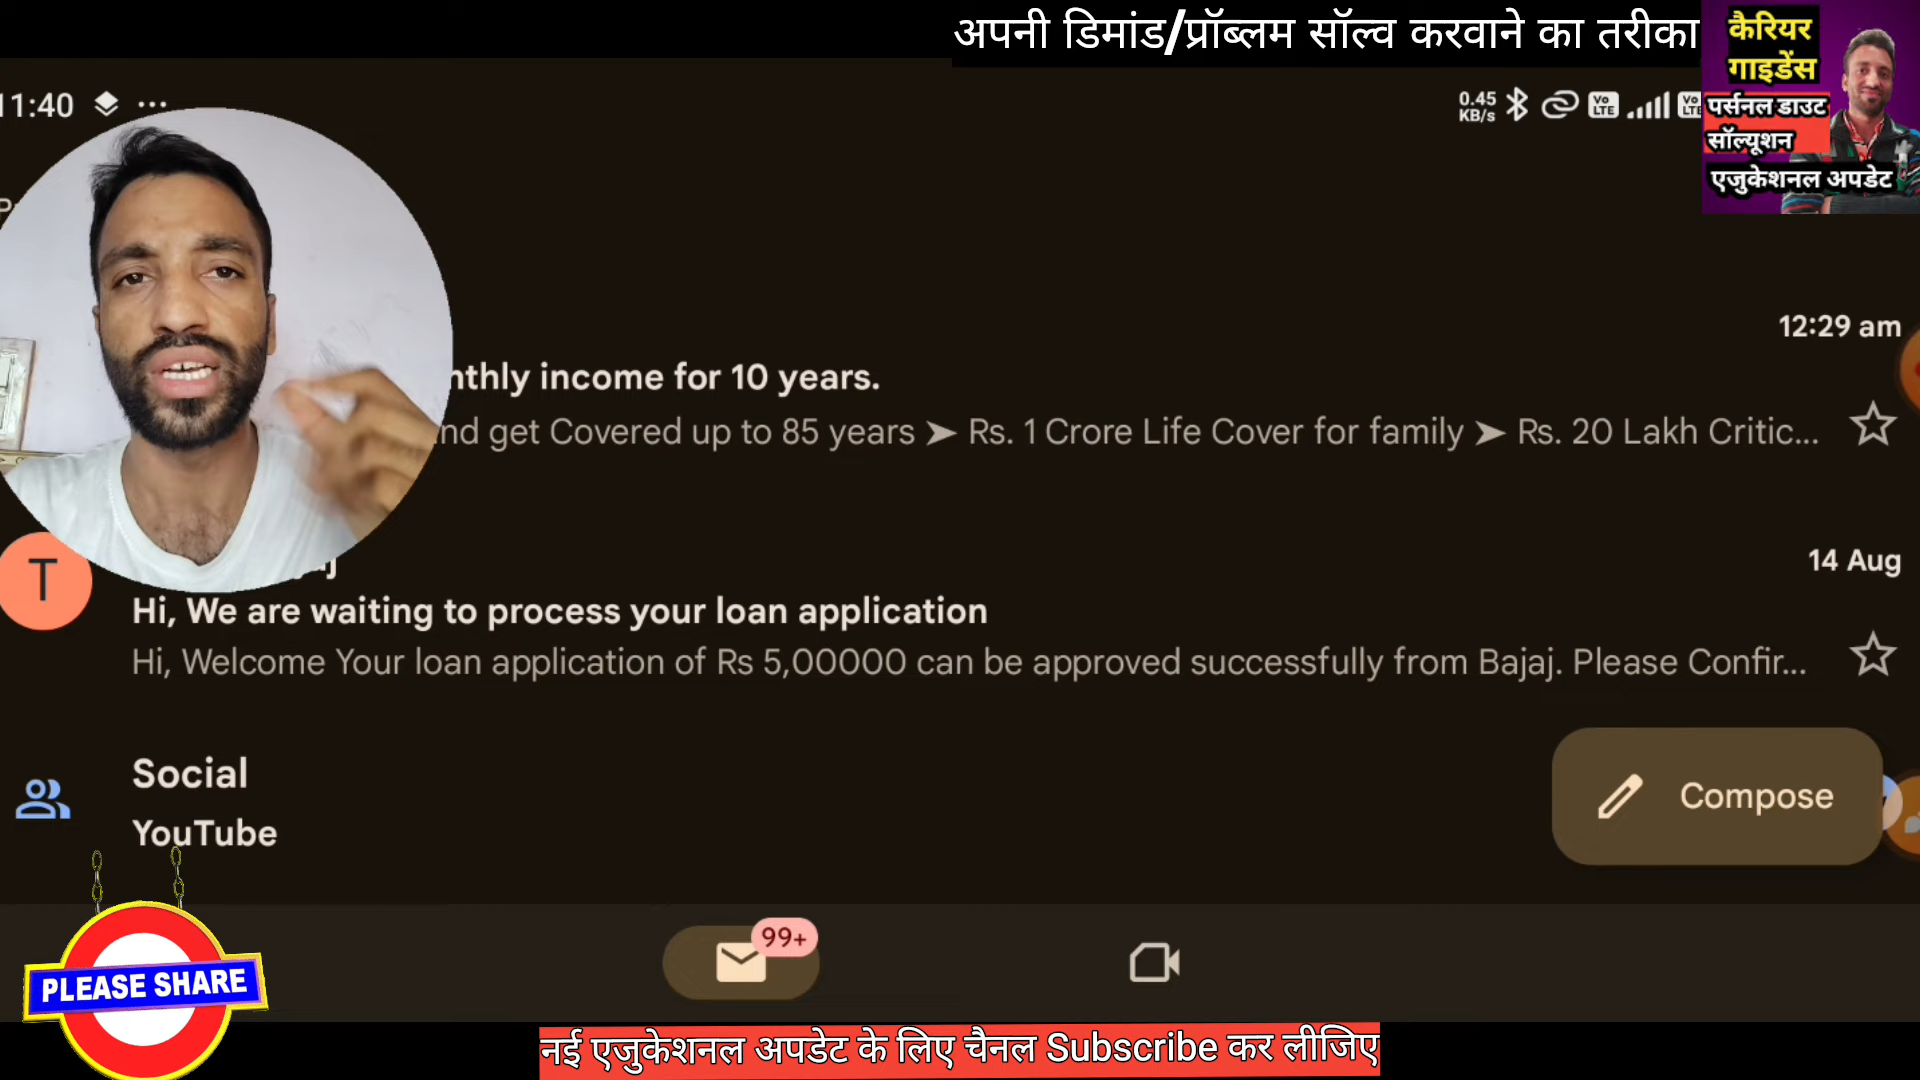 अपनी डिमांड/प्रॉब्लम सॉल्व करवाने का तरीका
कैरियर
गाइडेंस
पर्सनल डाउट
सॉल्यूशन
एजुकेशनल अपडेट
11:40
0.45
KB/s
Vo
LTE
12:29 am
income for 10 years.
get Covered up to 85 years ➤ Rs. 1 Crore Life Cover for family ➤ Rs. 20 Lakh Critic...
T
14 Aug
Hi, We are waiting to process your loan application
Hi, Welcome Your loan application of Rs 5,00000 can be approved successfully from Bajaj. Please Confir...
Social
YouTube
Compose
99+
PLEASE SHARE
नई एजुकेशनल अपडेट के लिए चैनल Subscribe कर लीजिए